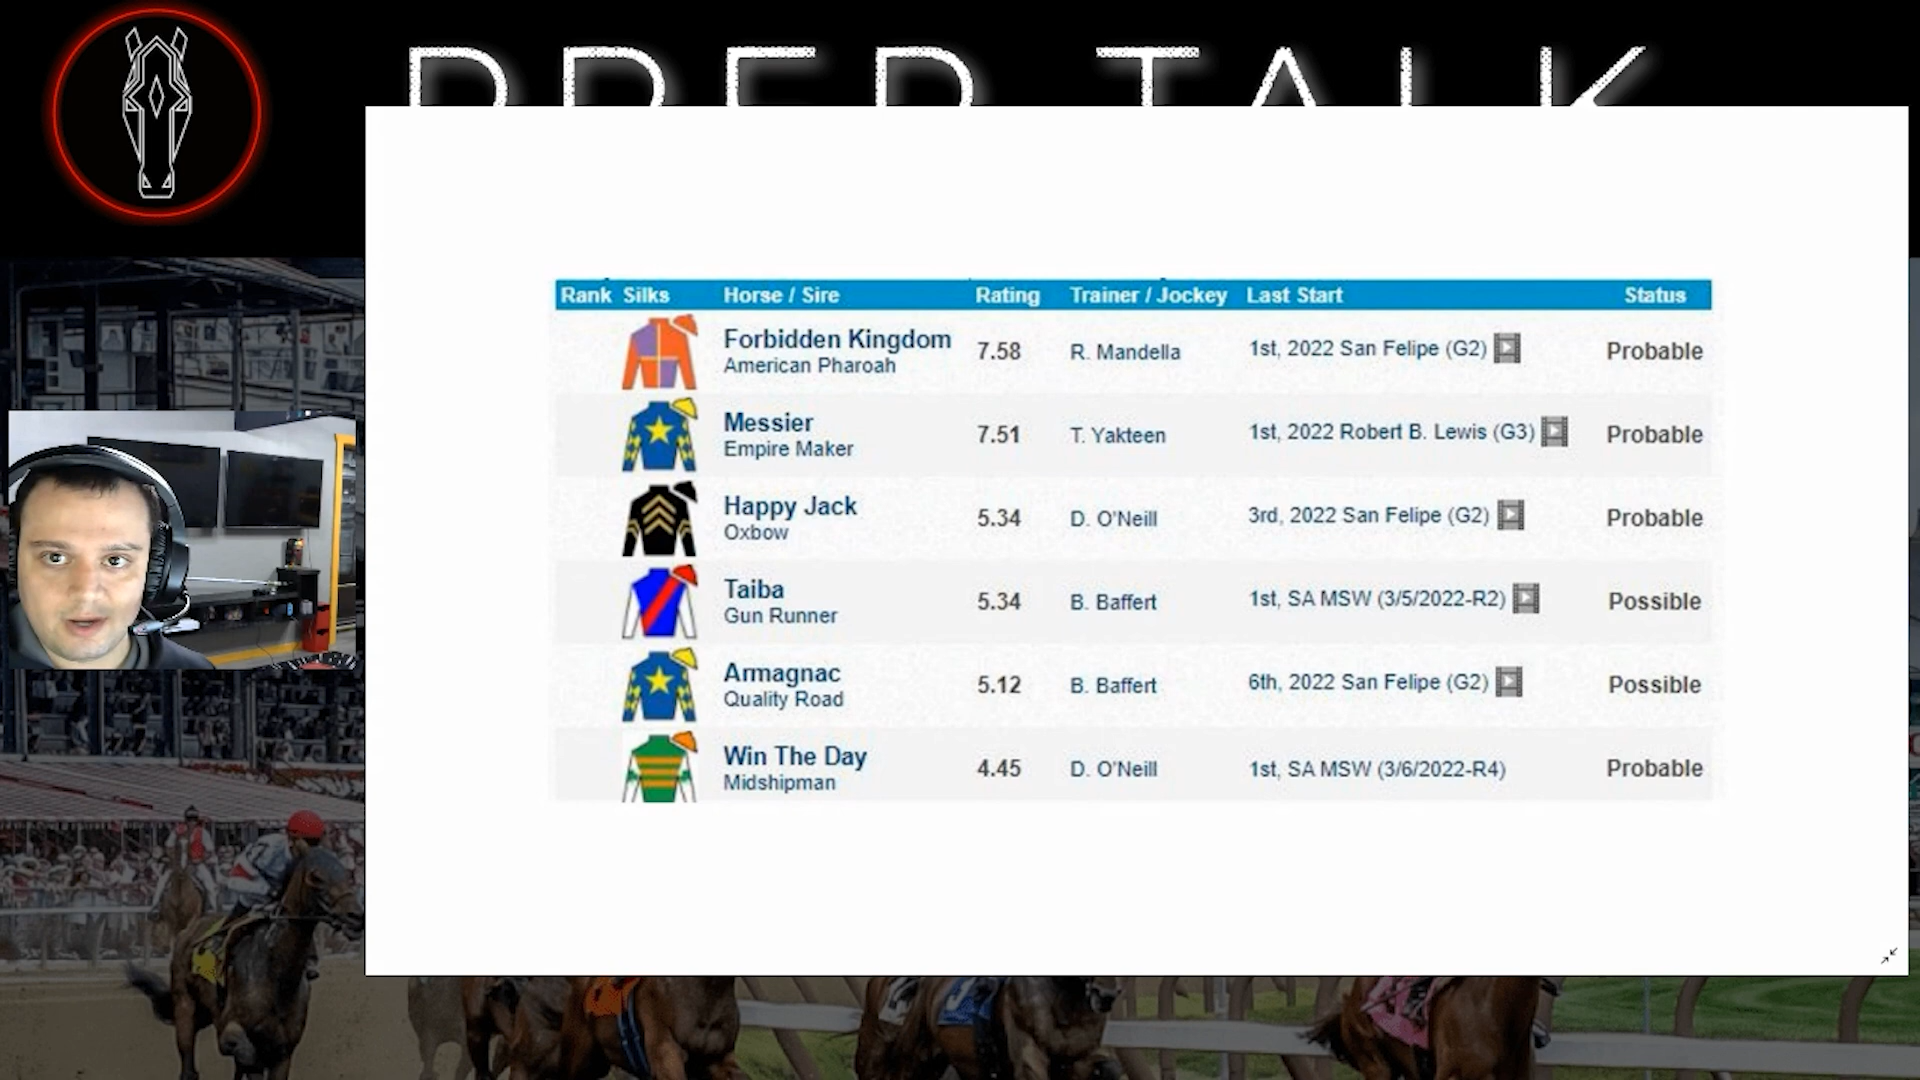 PREP TALK
Rank Silks Horse / Sire Rating Trainer / Jockey Last Start Status
Forbidden Kingdom
American Pharoah
7.58 R. Mandella 1st, 2022 San Felipe (G2) Probable
Messier
Empire Maker
7.51 T. Yakteen 1st, 2022 Robert B. Lewis (G3) Probable
Happy Jack
Oxbow
5.34 D. O'Neill 3rd, 2022 San Felipe (G2) Probable
Taiba
Gun Runner
5.34 B. Baffert 1st, SA MSW (3/5/2022-R2) Possible
Armagnac
Quality Road
5.12 B. Baffert 6th, 2022 San Felipe (G2) Possible
Win The Day
Midshipman
4.45 D. O'Neill 1st, SA MSW (3/6/2022-R4) Probable